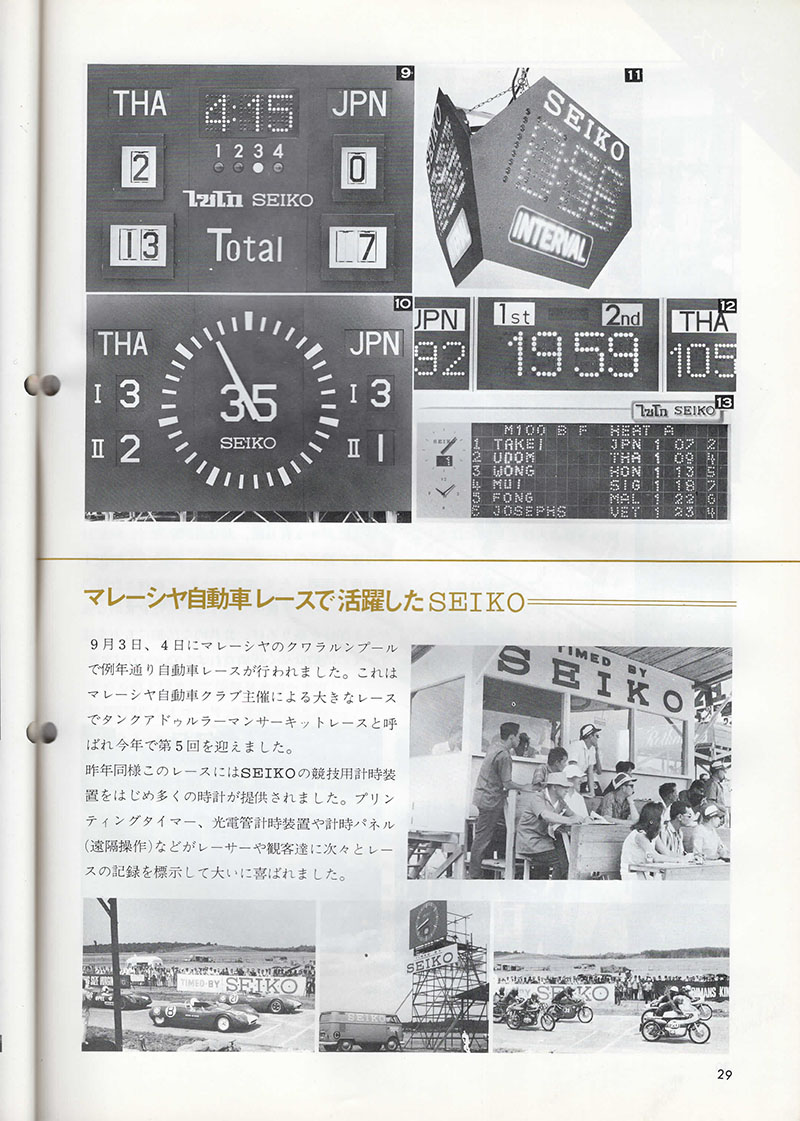 9
THA
4:15
JPN
1 2 3 4
2
0
SEIKO
13
Total
7
11
SEIKO
INTERVAL
10
THA
JPN
I 3
35
I 3
II 2
SEIKO
II 1
12
JPN
1st
2nd
THA
92
1959
105
13
SEIKO
M100 B F HEAT A
1 TAKEI JPN 1 07 2
2 UDOM THA 1 09 4
3 WONG HON 1 13 5
4 MUI SIG 1 18 7
5 FONG MAL 1 22 6
JOSEPHS VET 1 23 4
マレーシヤ自動車レースで活躍したSEIKO
9月3日、4日にマレーシヤのクワラルンプール
で例年通り自動車レースが行われました。これは
マレーシヤ自動車クラブ主催による大きなレース
でタンクアドゥルラーマンサーキットレースと呼
ばれ今年で第5回を迎えました。
昨年同様このレースにはSEIKOの競技用計時装
置をはじめ多くの時計が提供されました。プリン
ティングタイマー、光電管計時装置や計時パネル
(遠隔操作)などがレーサーや観客達に次々とレー
スの記録を標示して大いに喜ばれました。
TIMED BY
SEIKO
TIMED BY SEIKO
SEIKO
SEIKO
SEIKO
29